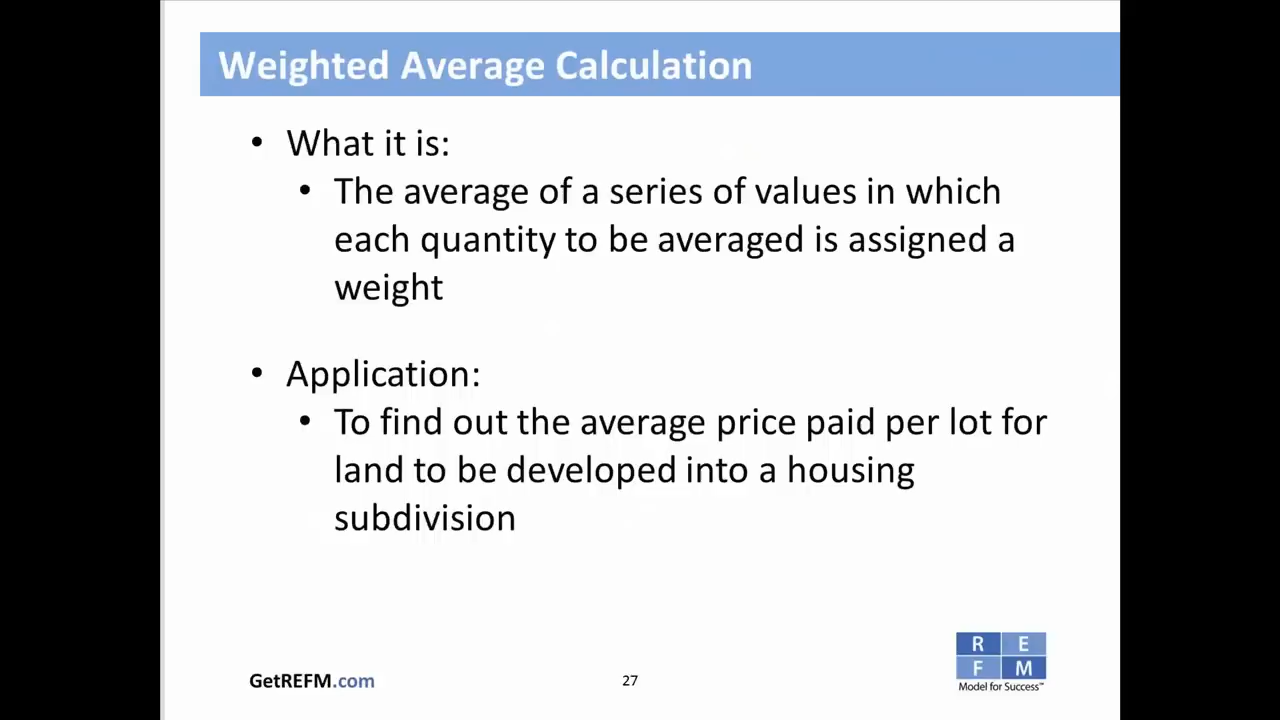 Weighted Average Calculation
• What it is:
• The average of a series of values in which
each quantity to be averaged is assigned a
weight
• Application:
• To find out the average price paid per lot for
land to be developed into a housing
subdivision
R E
F M
Model for Success™
GetREFM.com
27